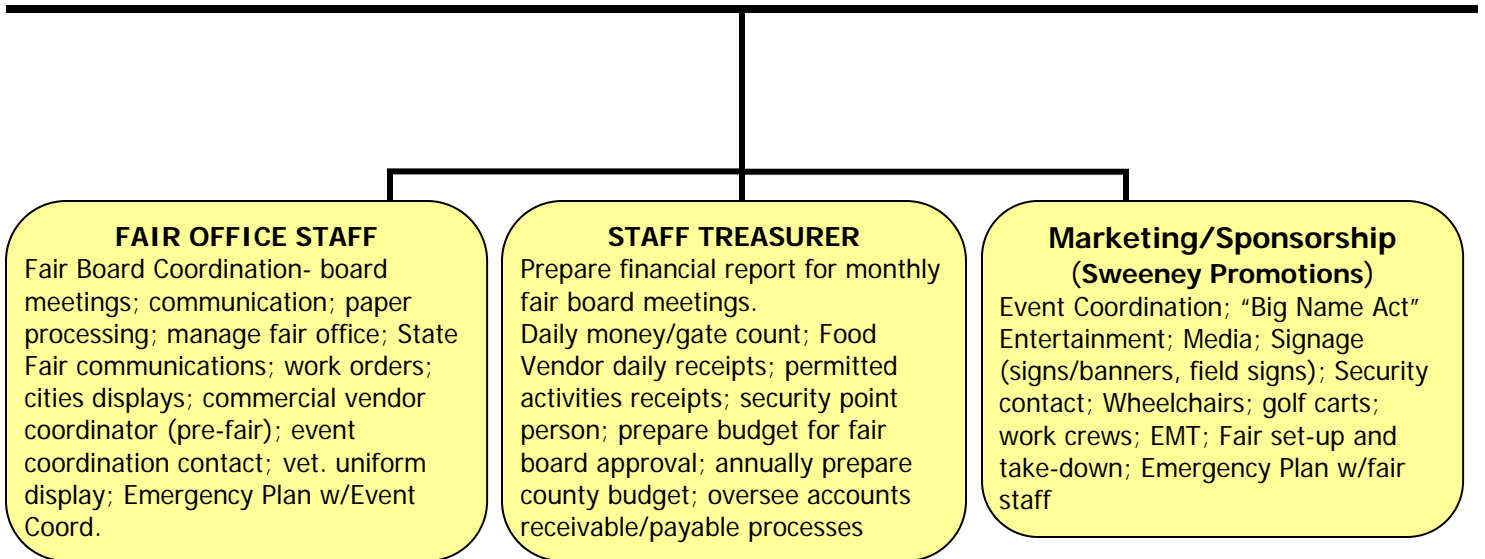 FAIR OFFICE STAFF
Fair Board Coordination- board
meetings; communication; paper
processing; manage fair office; State
Fair communications; work orders;
cities displays; commercial vendor
coordinator (pre-fair); event
coordination contact; vet. uniform
display; Emergency Plan w/Event
Coord.
STAFF TREASURER
Prepare financial report for monthly
fair board meetings.
Daily money/gate count; Food
Vendor daily receipts; permitted
activities receipts; security point
person; prepare budget for fair
board approval; annually prepare
county budget; oversee accounts
receivable/payable processes
Marketing/Sponsorship
(Sweeney Promotions)
Event Coordination; “Big Name Act”
Entertainment; Media; Signage
(signs/banners, field signs); Security
contact; Wheelchairs; golf carts;
work crews; EMT; Fair set-up and
take-down; Emergency Plan w/fair
staff